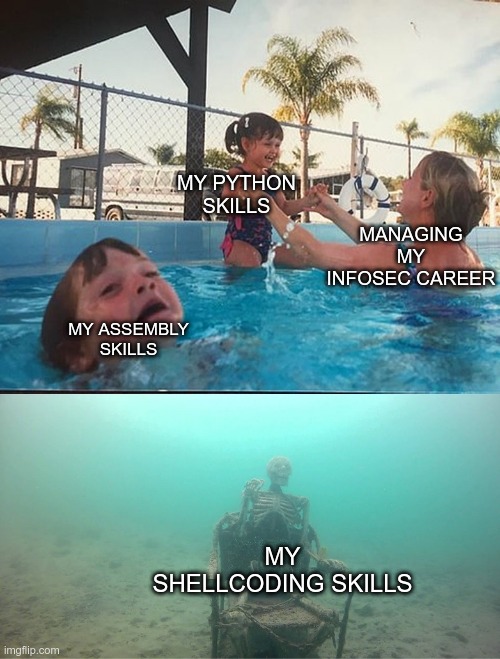 MY PYTHON
SKILLS
MANAGING
MY
INFOSEC CAREER
MY ASSEMBLY
SKILLS
MY
SHELLCODING SKILLS
imgflip.com